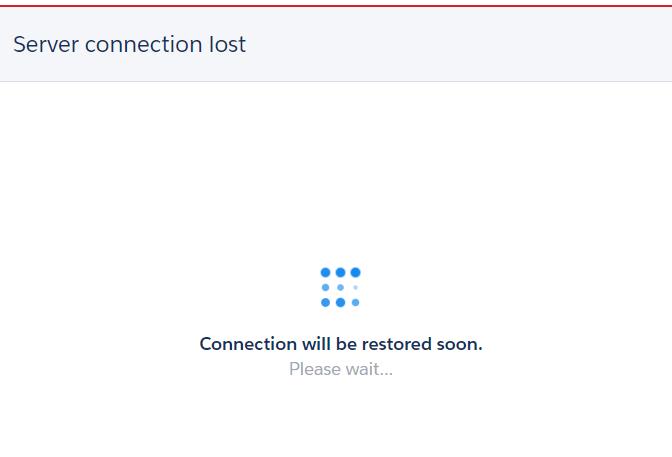 Server connection lost
Connection will be restored soon.
Please wait...